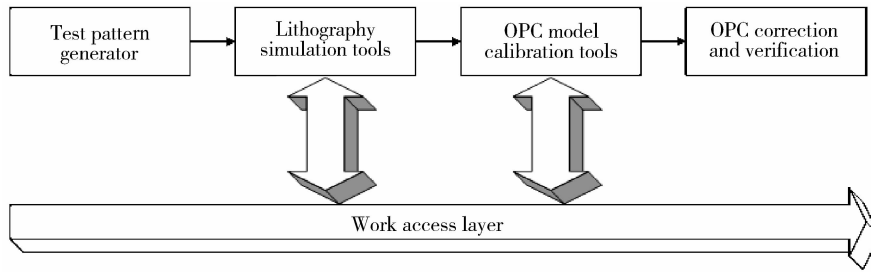 Test pattern
generator
Lithography
simulation tools
OPC model
calibration tools
OPC correction
and verification
Work access layer